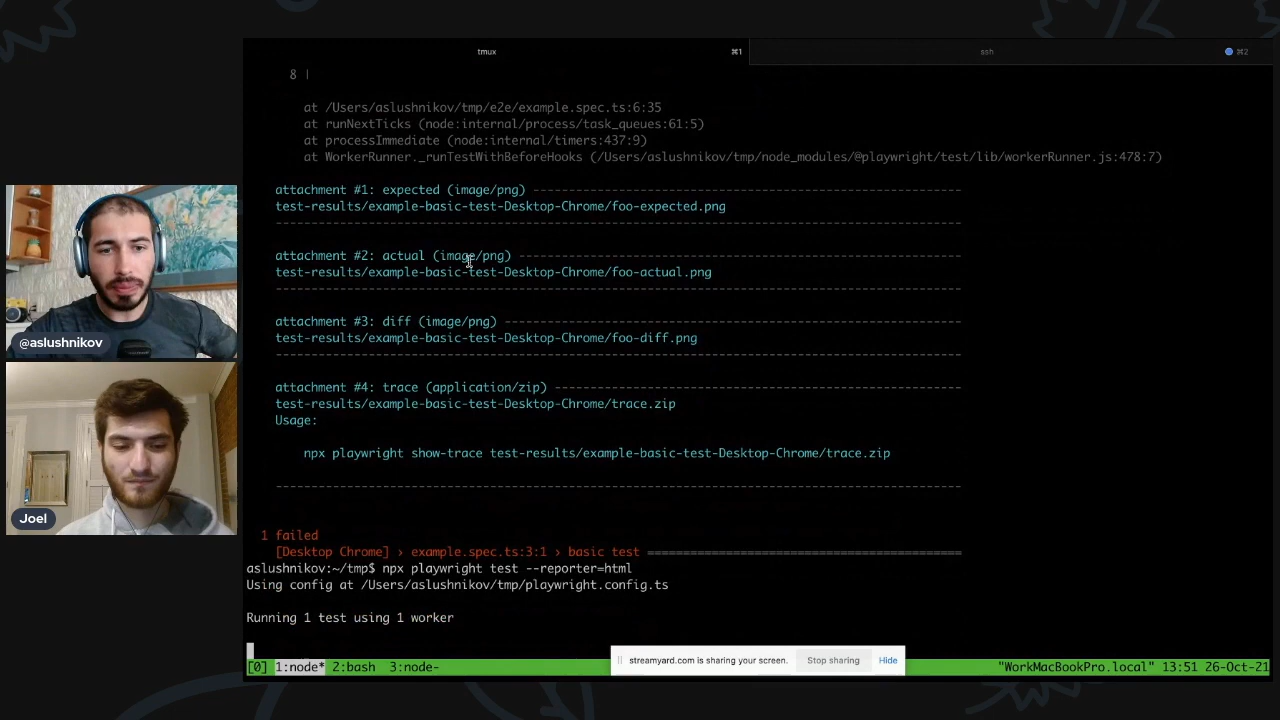 tmux
⌘1
ssh
⌘2
8 |
at /Users/aslushnikov/tmp/e2e/example.spec.ts:6:35
at runNextTicks (node:internal/process/task_queues:61:5)
at processImmediate (node:internal/timers:437:9)
at WorkerRunner._runTestWithBeforeHooks (/Users/aslushnikov/tmp/node_modules/@playwright/test/lib/workerRunner.js:478:7)
attachment #1: expected (image/png) ------------------------------------------------------------
test-results/example-basic-test-Desktop-Chrome/foo-expected.png
------------------------------------------------------------------------------------------------
attachment #2: actual (image/png) --------------------------------------------------------------
test-results/example-basic-test-Desktop-Chrome/foo-actual.png
------------------------------------------------------------------------------------------------
attachment #3: diff (image/png) ----------------------------------------------------------------
test-results/example-basic-test-Desktop-Chrome/foo-diff.png
------------------------------------------------------------------------------------------------
attachment #4: trace (application/zip) ---------------------------------------------------------
test-results/example-basic-test-Desktop-Chrome/trace.zip
Usage:
npx playwright show-trace test-results/example-basic-test-Desktop-Chrome/trace.zip
------------------------------------------------------------------------------------------------
1 failed
[Desktop Chrome] › example.spec.ts:3:1 › basic test ============================================
aslushnikov:~/tmp$ npx playwright test --reporter=html
Using config at /Users/aslushnikov/tmp/playwright.config.ts
Running 1 test using 1 worker
[0] 1:node* 2:bash 3:node- "WorkMacBookPro.local" 13:51 26-Oct-21
streamyard.com is sharing your screen. Stop sharing Hide
@aslushnikov
Joel